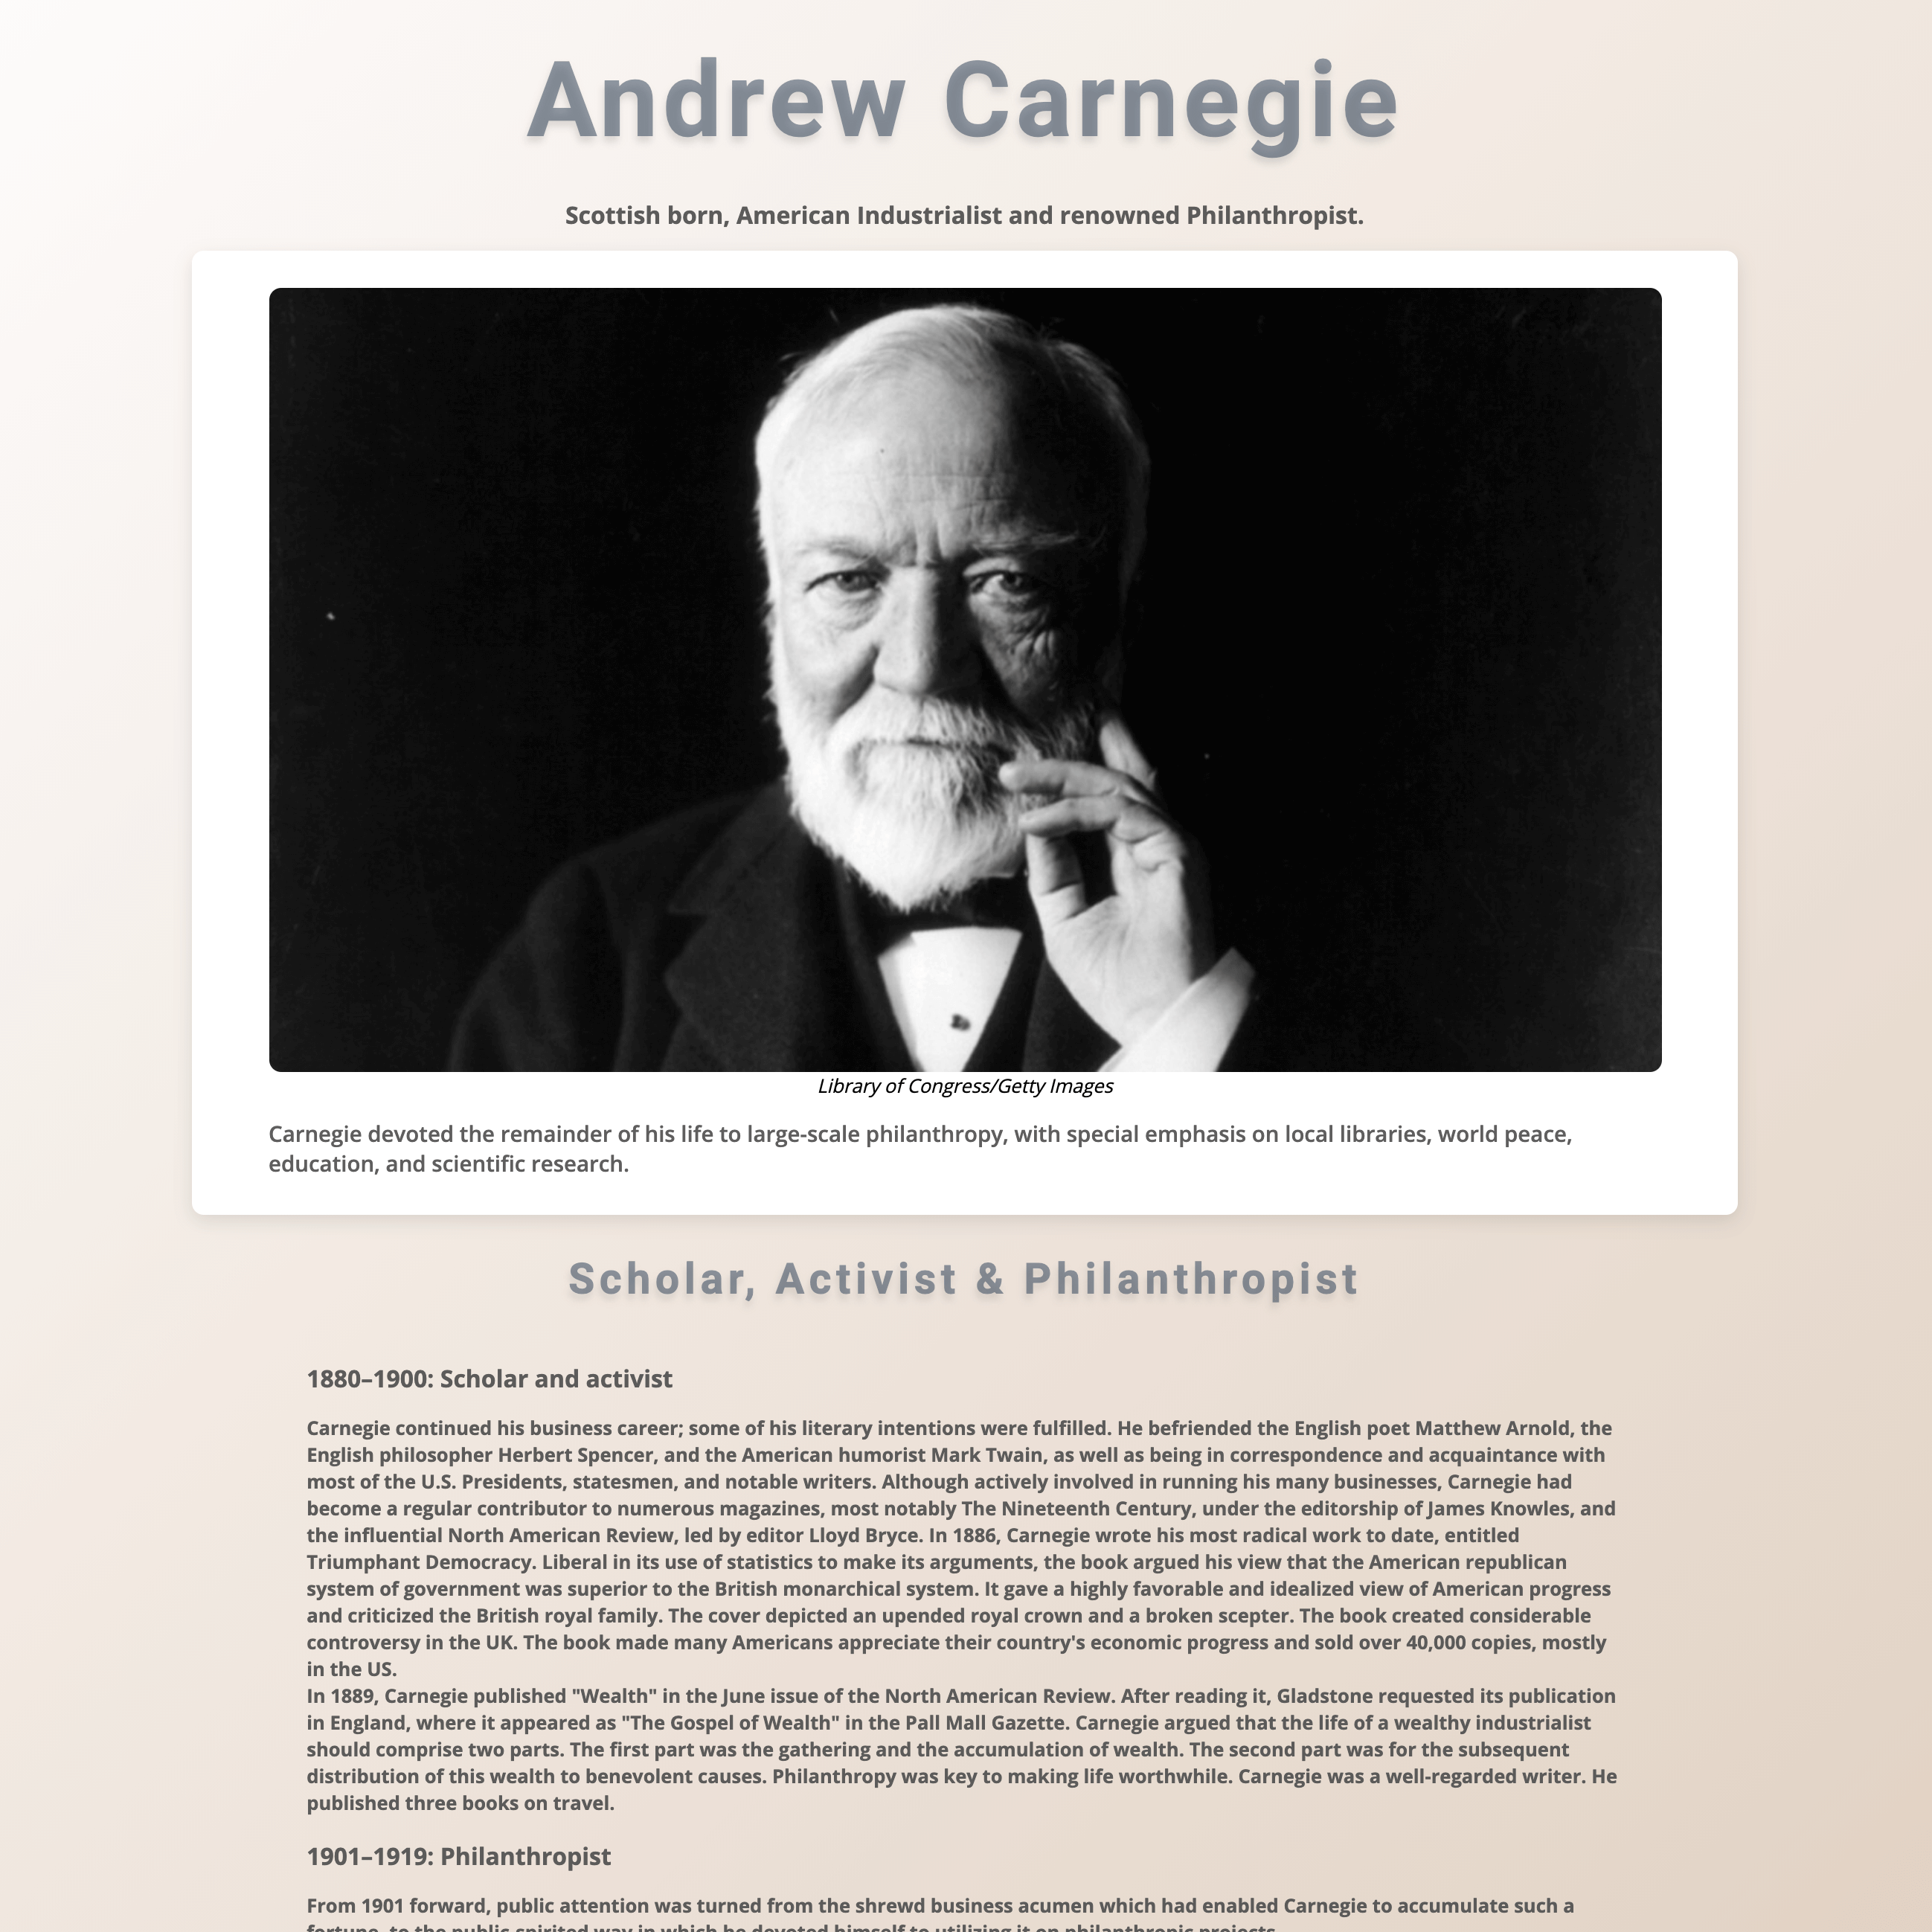 Andrew Carnegie
Scottish born, American Industrialist and renowned Philanthropist.
Library of Congress/Getty Images
Carnegie devoted the remainder of his life to large-scale philanthropy, with special emphasis on local libraries, world peace,
education, and scientific research.
Scholar, Activist & Philanthropist
1880–1900: Scholar and activist
Carnegie continued his business career; some of his literary intentions were fulfilled. He befriended the English poet Matthew Arnold, the
English philosopher Herbert Spencer, and the American humorist Mark Twain, as well as being in correspondence and acquaintance with
most of the U.S. Presidents, statesmen, and notable writers. Although actively involved in running his many businesses, Carnegie had
become a regular contributor to numerous magazines, most notably The Nineteenth Century, under the editorship of James Knowles, and
the influential North American Review, led by editor Lloyd Bryce. In 1886, Carnegie wrote his most radical work to date, entitled
Triumphant Democracy. Liberal in its use of statistics to make its arguments, the book argued his view that the American republican
system of government was superior to the British monarchical system. It gave a highly favorable and idealized view of American progress
and criticized the British royal family. The cover depicted an upended royal crown and a broken scepter. The book created considerable
controversy in the UK. The book made many Americans appreciate their country's economic progress and sold over 40,000 copies, mostly
in the US.
In 1889, Carnegie published "Wealth" in the June issue of the North American Review. After reading it, Gladstone requested its publication
in England, where it appeared as "The Gospel of Wealth" in the Pall Mall Gazette. Carnegie argued that the life of a wealthy industrialist
should comprise two parts. The first part was the gathering and the accumulation of wealth. The second part was for the subsequent
distribution of this wealth to benevolent causes. Philanthropy was key to making life worthwhile. Carnegie was a well-regarded writer. He
published three books on travel.
1901–1919: Philanthropist
From 1901 forward, public attention was turned from the shrewd business acumen which had enabled Carnegie to accumulate such a
fortune, to the public-spirited way in which he devoted himself to utilizing it on philanthropic projects.